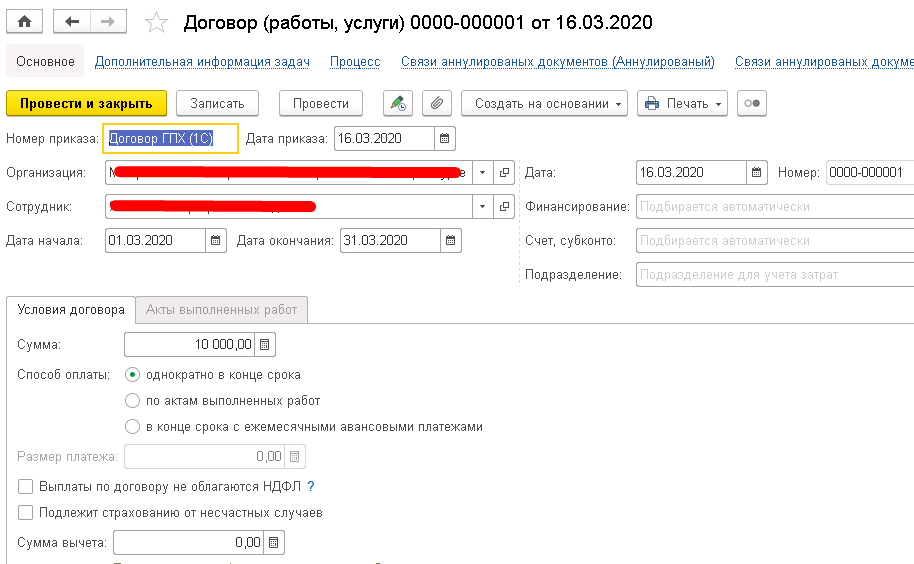 Договор (работы, услуги) 0000-000001 от 16.03.2020
Основное Дополнительная информация задач Процесс Связи аннулированых документов (Аннулированый) Связи аннулированых докуме
Провести и закрыть Записать Провести Создать на основании Печать
Номер приказа: Договор ГПХ (1С) Дата приказа: 16.03.2020
Организация: Дата: 16.03.2020 Номер: 0000-000001
Сотрудник: Финансирование: Подбирается автоматически
Дата начала: 01.03.2020 Дата окончания: 31.03.2020 Счет, субконто: Подбирается автоматически
Подразделение: Подразделение для учета затрат
Условия договора Акты выполненных работ
Сумма: 10 000,00
Способ оплаты: однократно в конце срока
по актам выполненных работ
в конце срока с ежемесячными авансовыми платежами
Размер платежа: 0,00
Выплаты по договору не облагаются НДФЛ ?
Подлежит страхованию от несчастных случаев
Сумма вычета: 0,00